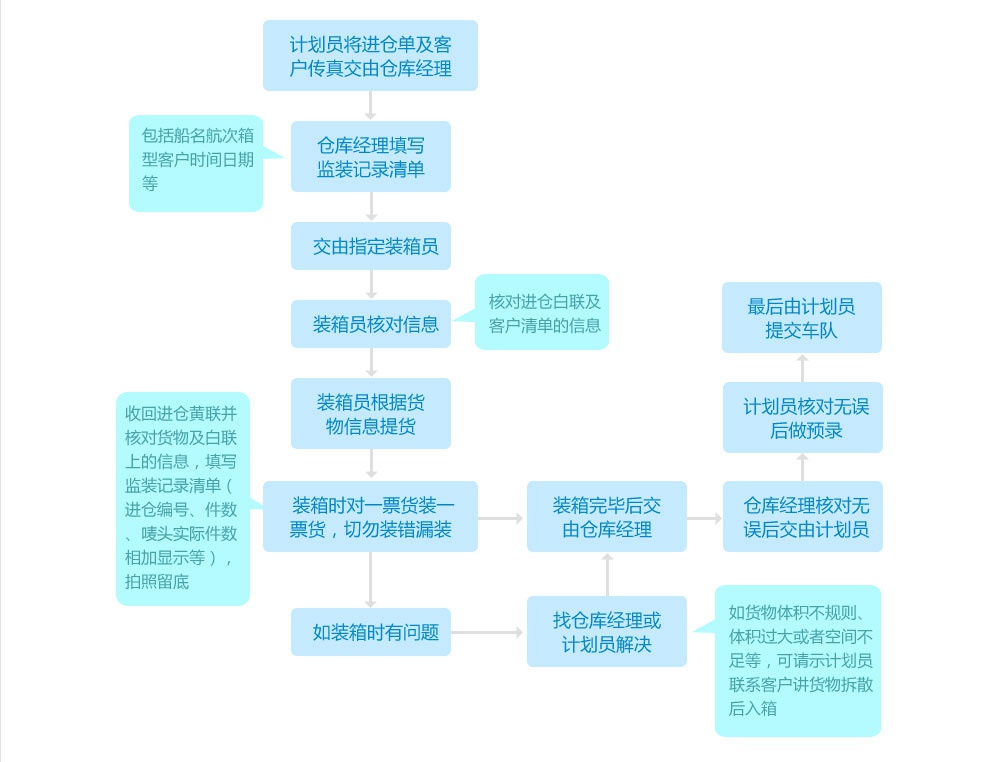 计划员将进仓单及客
户传真交由仓库经理
包括船名航次箱
型客户时间日期
等
仓库经理填写
监装记录清单
交由指定装箱员
装箱员核对信息
核对进仓白联及
客户清单的信息
装箱员根据货
物信息提货
收回进仓黄联并
核对货物及白联
上的信息，填写
监装记录清单（
进仓编号、件数
、唛头实际件数
相加显示等），
拍照留底
装箱时对一票货装一
票货，切勿装错漏装
如装箱时有问题
找仓库经理或
计划员解决
如货物体积不规则、
体积过大或者空间不
足等，可请示计划员
联系客户讲货物拆散
后入箱
装箱完毕后交
由仓库经理
仓库经理核对无
误后交由计划员
计划员核对无误
后做预录
最后由计划员
提交车队